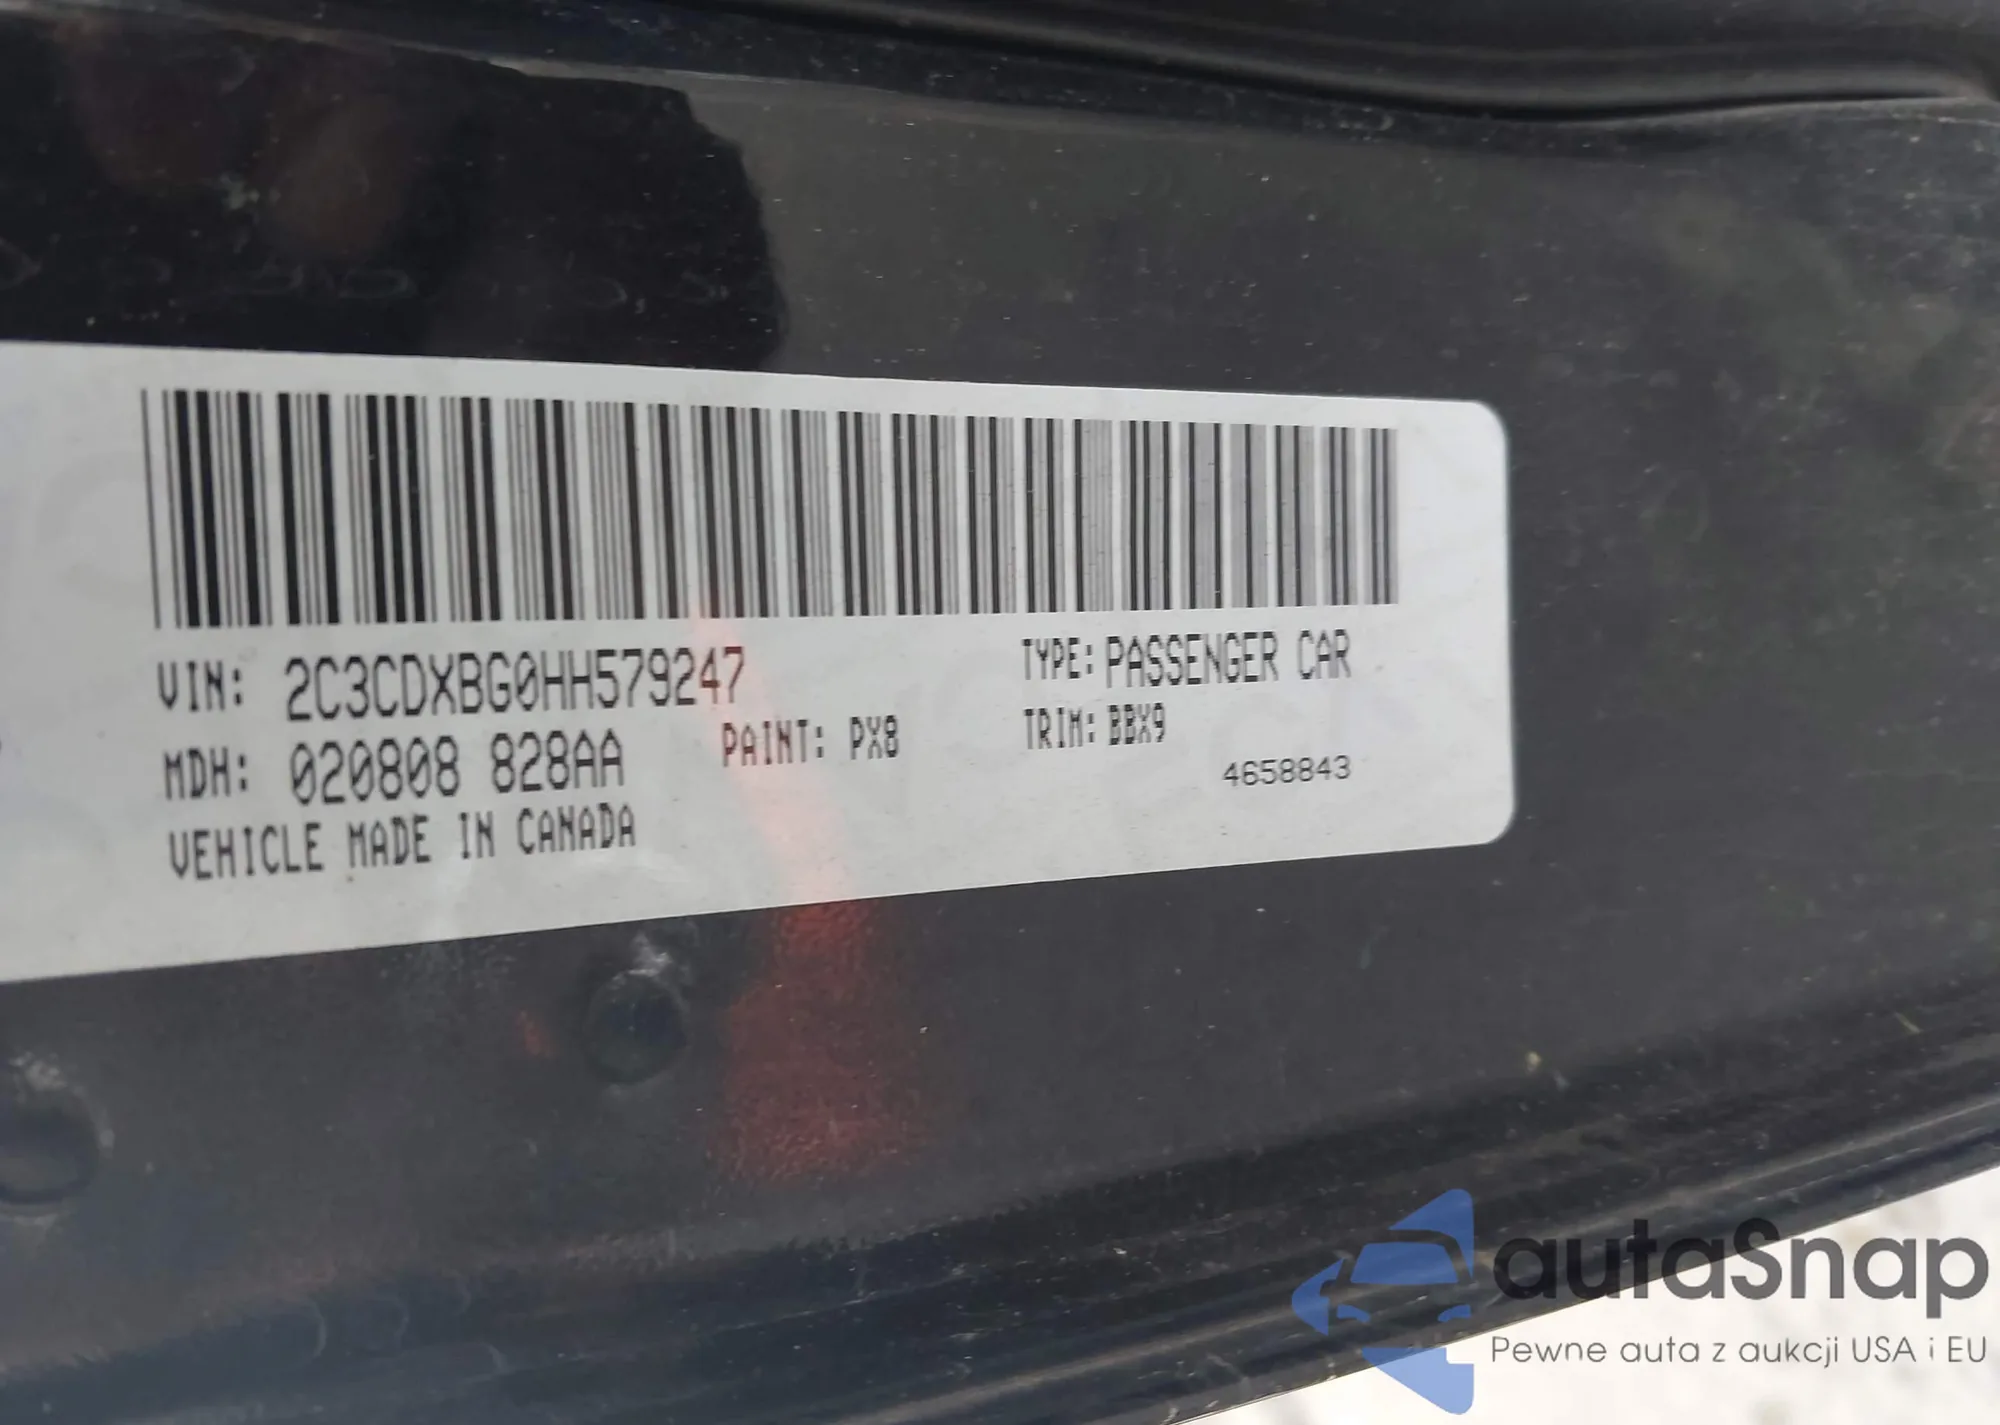 VIN: 2C3CDXBG0HH579247 TYPE: PASSENGER CAR
MDH: 020808 828AA PAINT: PX8 TRIM: BBX9
4658843
VEHICLE MADE IN CANADA
autaSnap
Pewne auta z aukcji USA i EU